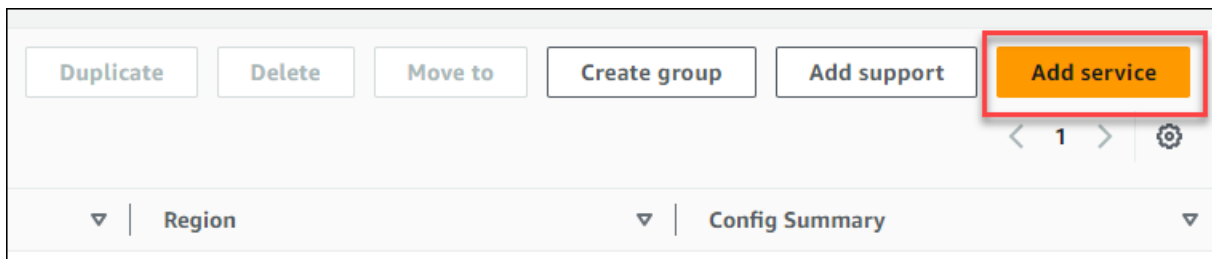 Duplicate Delete Move to Create group Add support Add service
1
Region Config Summary